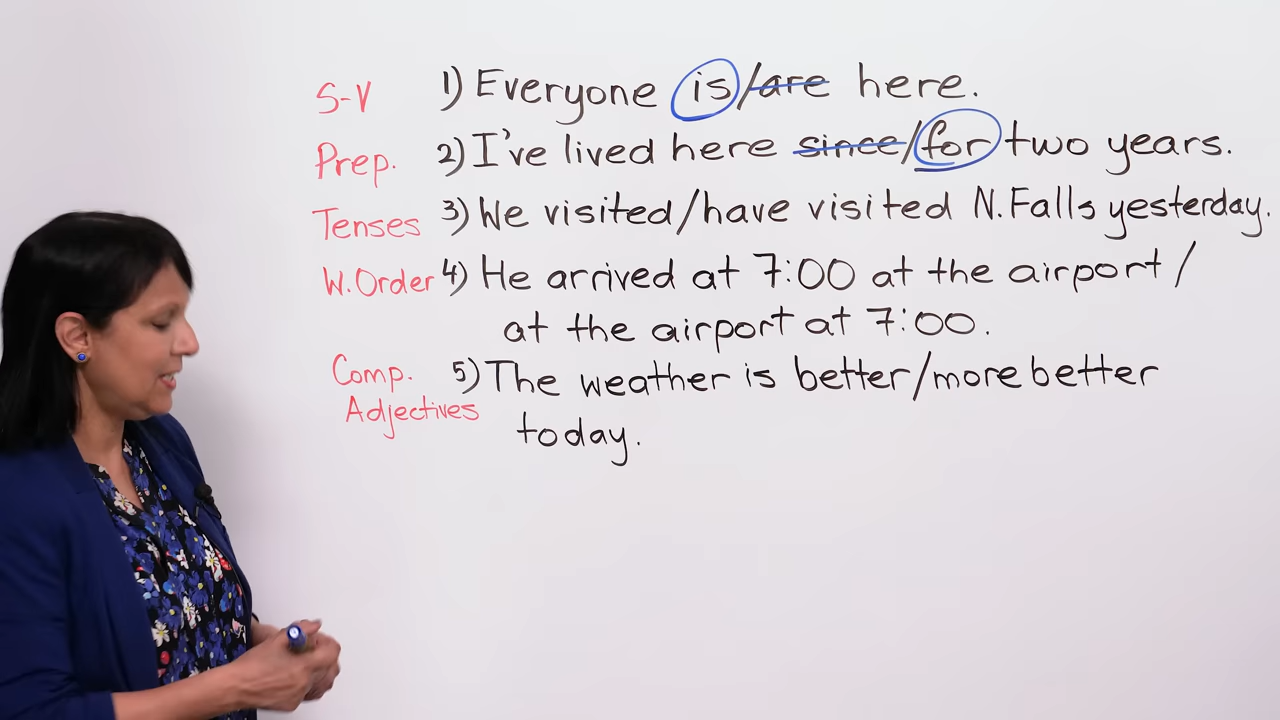 S-V 1) Everyone is/are here.
Prep. 2) I've lived here since/for two years.
Tenses 3) We visited/have visited N.Falls yesterday.
W.Order 4) He arrived at 7:00 at the airport/
at the airport at 7:00.
Comp. 5) The weather is better/more better
Adjectives today.